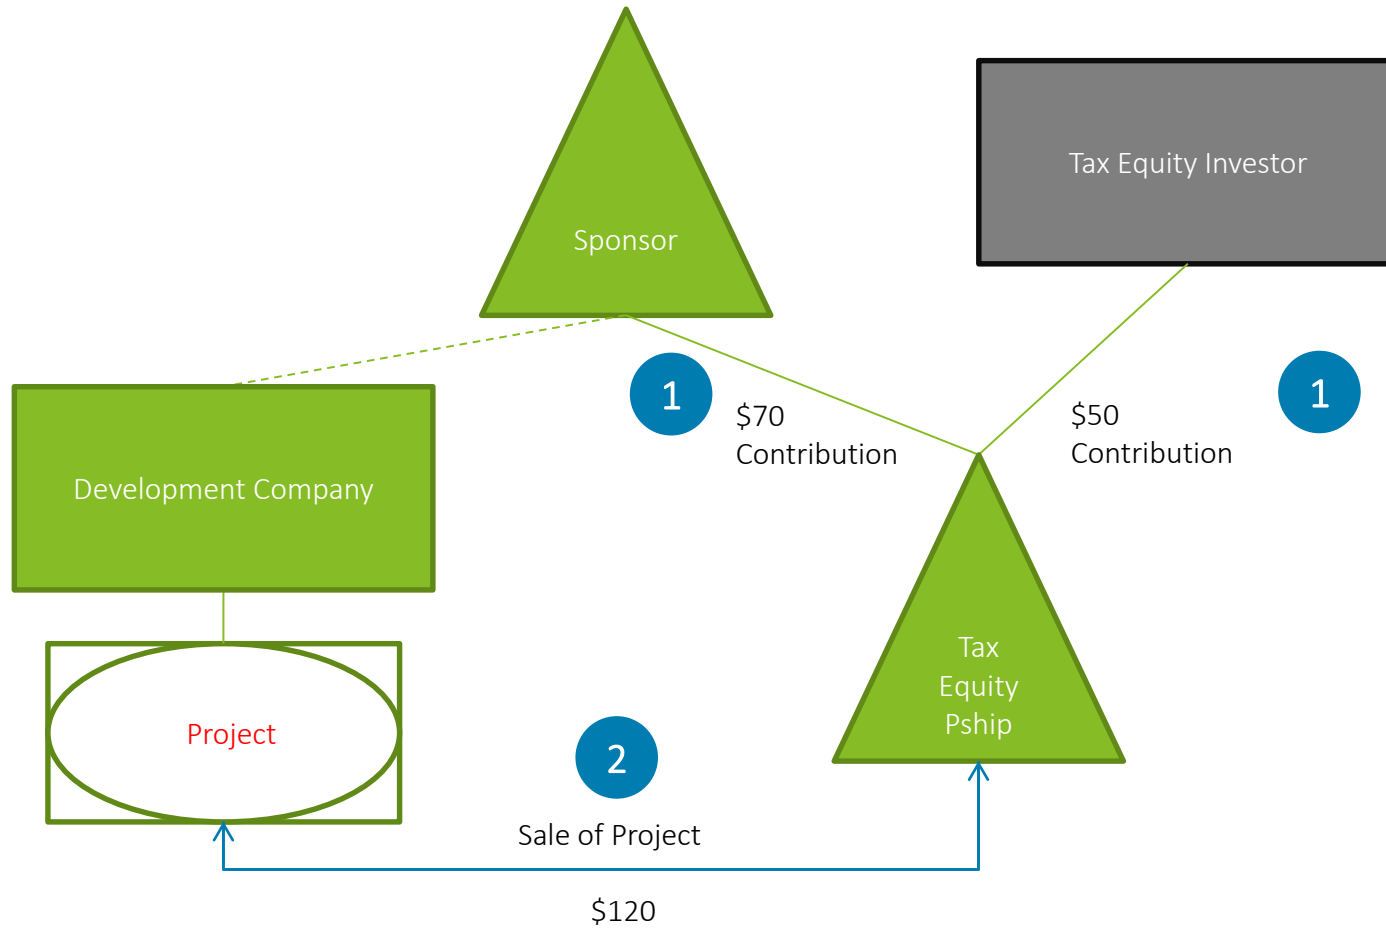 Sponsor
Tax Equity Investor
1
$70
Contribution
$50
Contribution
1
Development Company
Project
Tax
Equity
Pship
2
Sale of Project
$120